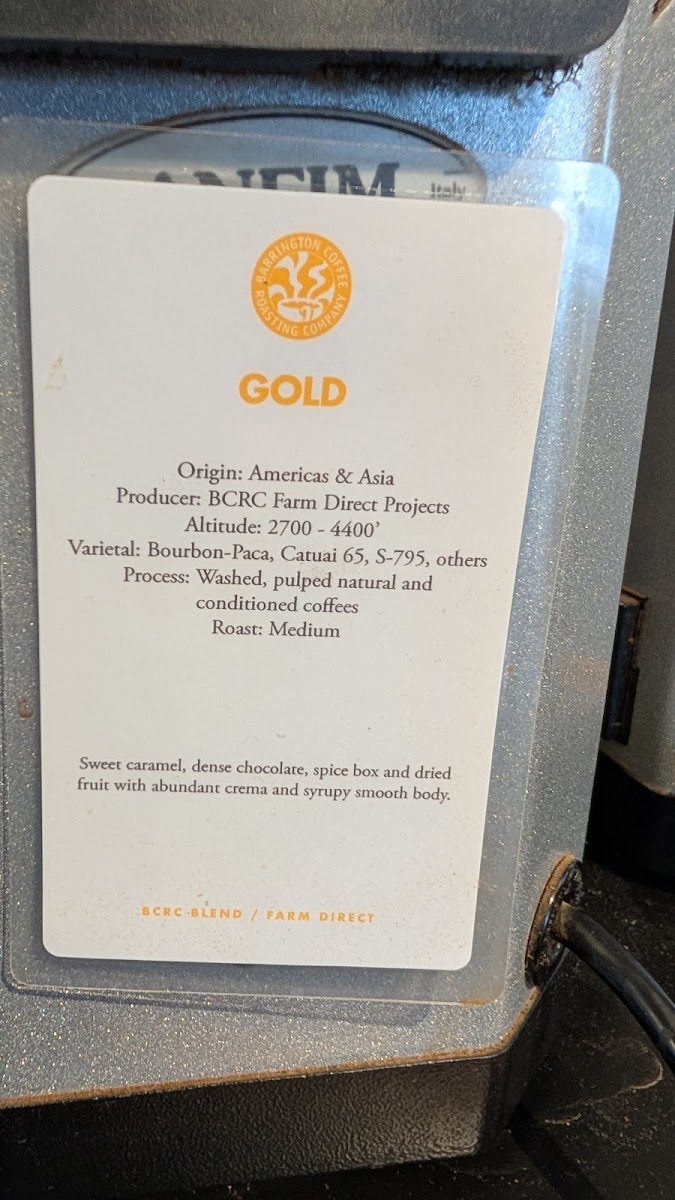 Italy
BARRINGTON COFFEE
ROASTING COMPANY
GOLD
Origin: Americas & Asia
Producer: BCRC Farm Direct Projects
Altitude: 2700 - 4400’
Varietal: Bourbon-Paca, Catuai 65, S-795, others
Process: Washed, pulped natural and
conditioned coffees
Roast: Medium
Sweet caramel, dense chocolate, spice box and dried
fruit with abundant crema and syrupy smooth body.
BCRC BLEND / FARM DIRECT